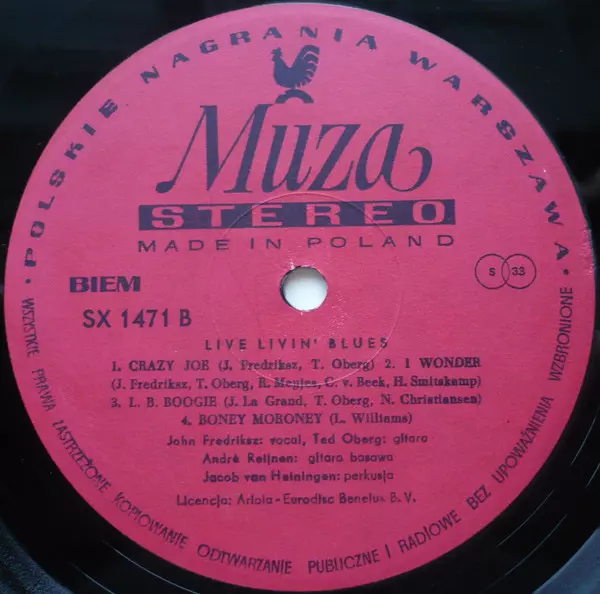 POLSKIE NAGRANIA WARSZAWA
Muza
STEREO
MADE IN POLAND
BIEM
S 33
SX 1471 B
LIVE LIVIN' BLUES
1. CRAZY JOE (J. Fredriksz, T. Oberg) 2. I WONDER
(J. Fredriksz, T. Oberg, R. Meyjes, C. v. Beek, H. Smitskamp)
3. L. B. BOOGIE (J. La Grand, T. Oberg, N. Christiansen)
4. BONEY MORONEY (L. Williams)
John Fredriksz: vocal, Ted Oberg: gitara
Andrè Reijnen: gitara basowa
Jacob van Heiningen: perkusja
Licencja: Ariola - Eurodisc Benelux B. V.
WSZYSTKIE PRAWA ZASTRZEŻONE KOPIOWANIE ODTWARZANIE PUBLICZNE I RADIOWE BEZ UPOWAŻNIENIA WZBRONIONE